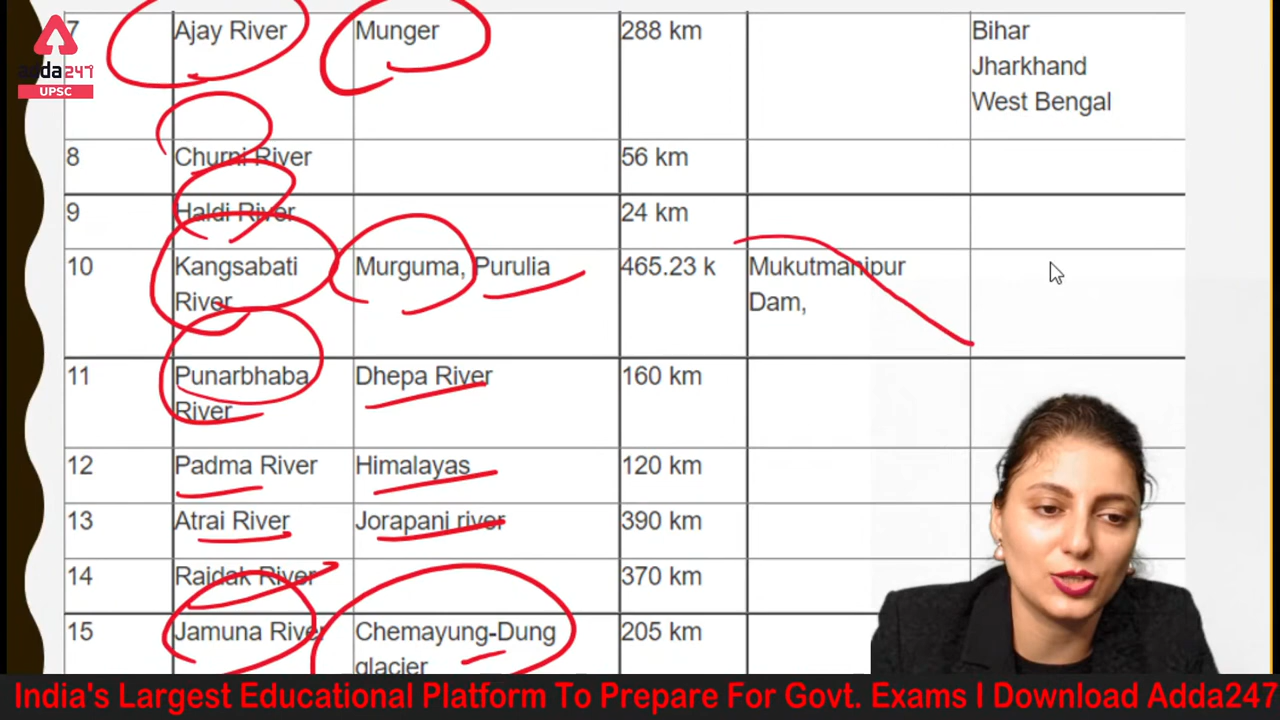 7 Ajay River Munger 288 km Bihar
Jharkhand
West Bengal
adda247
UPSC
8 Churni River 56 km
9 Haldi River 24 km
10 Kangsabati Murguma, Purulia 465.23 k Mukutmanipur
River Dam,
11 Punarbhaba Dhepa River 160 km
River
12 Padma River Himalayas 120 km
13 Atrai River Jorapani river 390 km
14 Raidak River 370 km
15 Jamuna River Chemayung-Dung 205 km
glacier
India's Largest Educational Platform To Prepare For Govt. Exams I Download Adda247